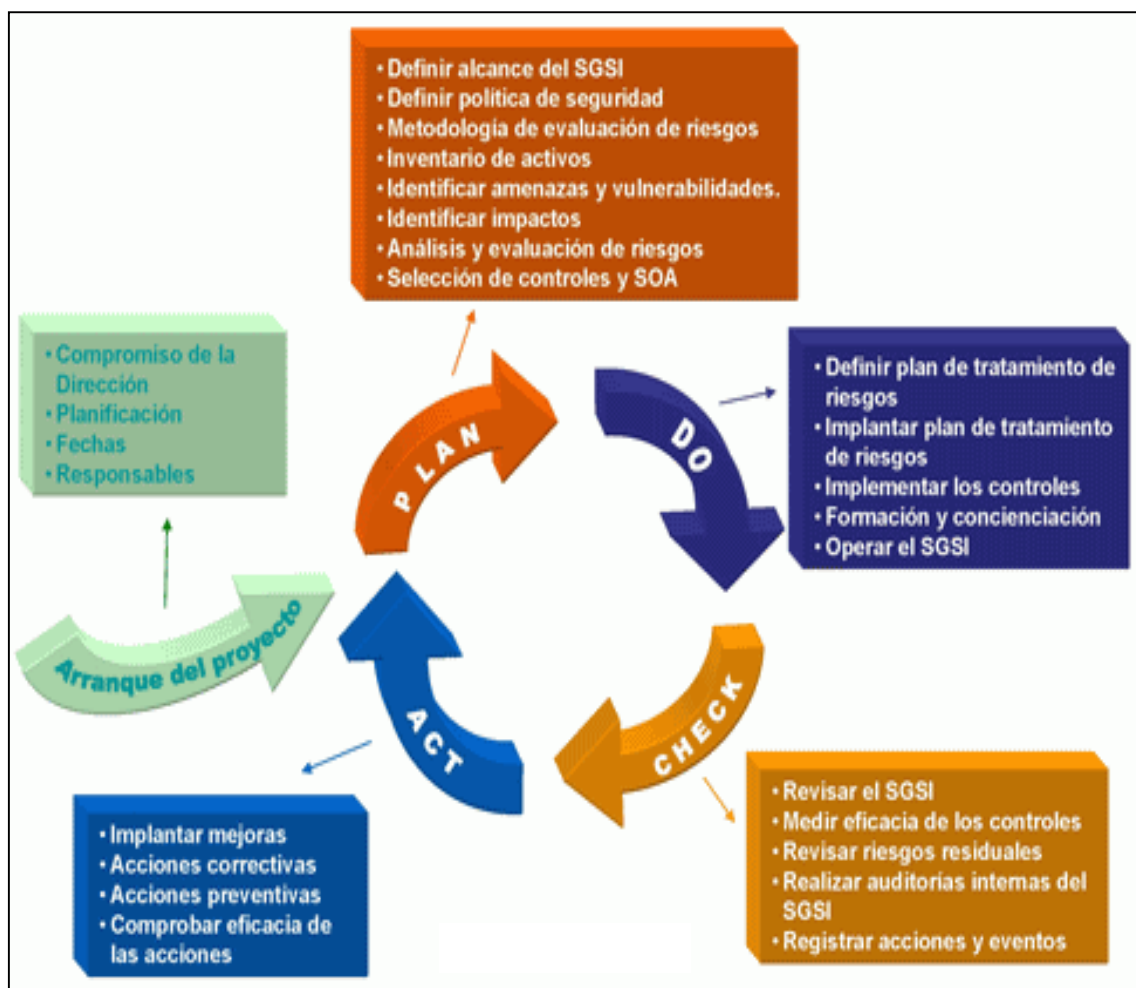 • Definir alcance del SGSI
• Definir política de seguridad
• Metodología de evaluación de riesgos
• Inventario de activos
• Identificar amenazas y vulnerabilidades.
• Identificar impactos
• Análisis y evaluación de riesgos
• Selección de controles y SOA
• Compromiso de la
Dirección
• Planificación
• Fechas
• Responsables
• Definir plan de tratamiento de
riesgos
• Implantar plan de tratamiento
de riesgos
• Implementar los controles
• Formación y concienciación
• Operar el SGSI
PLAN
DO
Arranque del proyecto
ACT
CHECK
• Implantar mejoras
• Acciones correctivas
• Acciones preventivas
• Comprobar eficacia de
las acciones
• Revisar el SGSI
• Medir eficacia de los controles
• Revisar riesgos residuales
• Realizar auditorías internas del
SGSI
• Registrar acciones y eventos